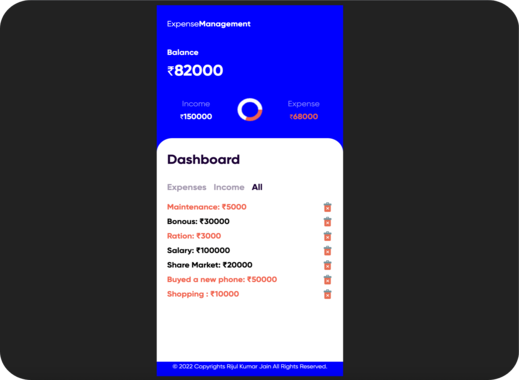 ExpenseManagement
Balance
₹82000
Income Expense
₹150000 ₹68000
Dashboard
Expenses Income All
Maintenance: ₹5000
Bonous: ₹30000
Ration: ₹3000
Salary: ₹100000
Share Market: ₹20000
Buyed a new phone: ₹50000
Shopping : ₹10000
© 2022 Copyrights Rijul Kumar Jain All Rights Reserved.